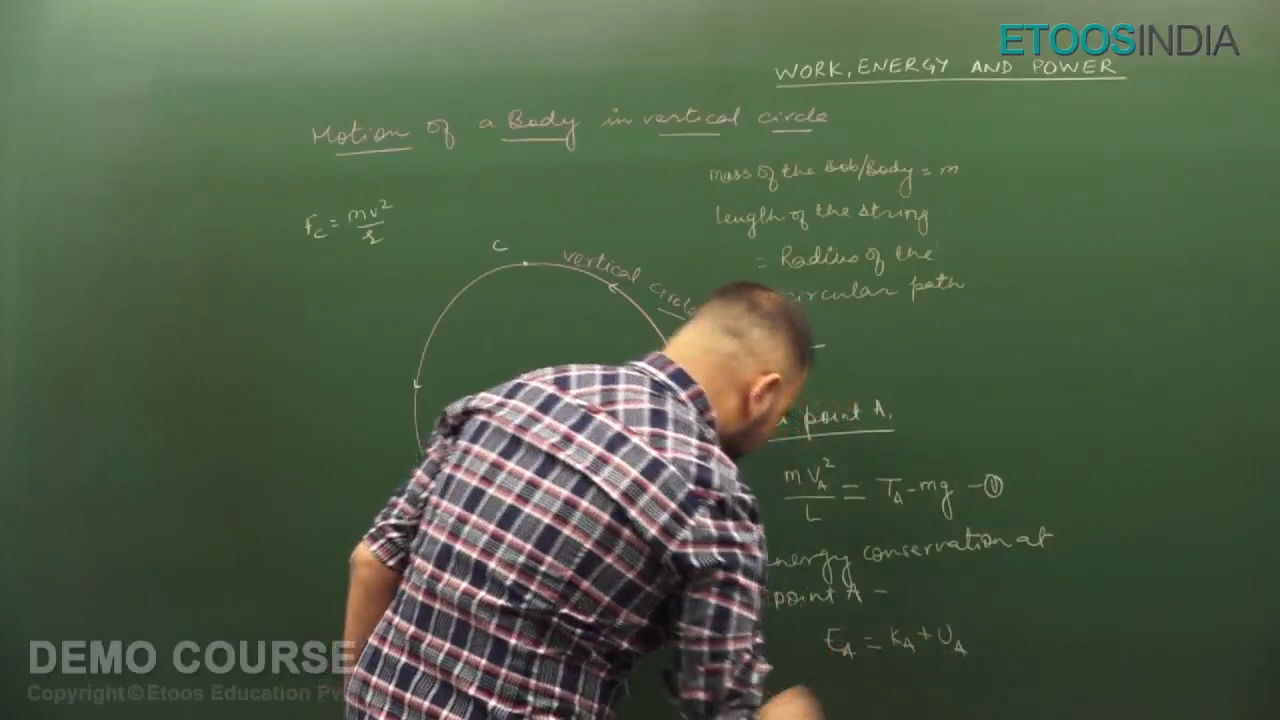 ETOOSINDIA
WORK, ENERGY AND POWER
Motion of a Body in vertical circle
mass of the Bob/Body = m
length of the string
= Radius of the
circular path
F_c = mv²/r
C
vertical circle
point A.
m V_A²/L = T_A - mg - ①
energy conservation at
point A -
E_A = K_A + U_A
DEMO COURSE
Copyright © Etoos Education